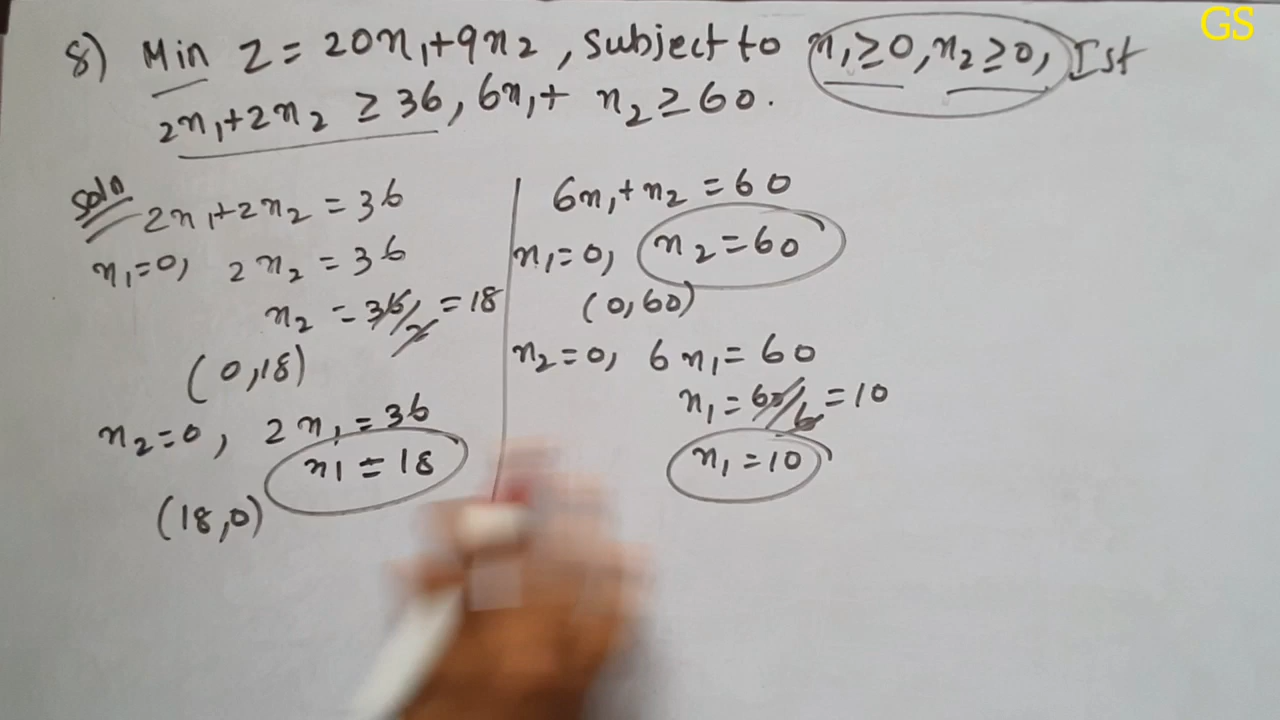 GS
8) Min Z = 20x₁+9x₂, subject to x₁≥0, x₂≥0, Ist
2x₁+2x₂ ≥ 36, 6x₁+ x₂ ≥ 60.
Soln
2x₁+2x₂ = 36
x₁=0, 2x₂ = 36
x₂ = 36/2 = 18
(0,18)
x₂=0, 2x₁=36
x₁ = 18
(18,0)
6x₁+x₂ = 60
x₁=0, x₂=60
(0,60)
x₂=0, 6x₁=60
x₁ = 60/6 = 10
x₁ = 10